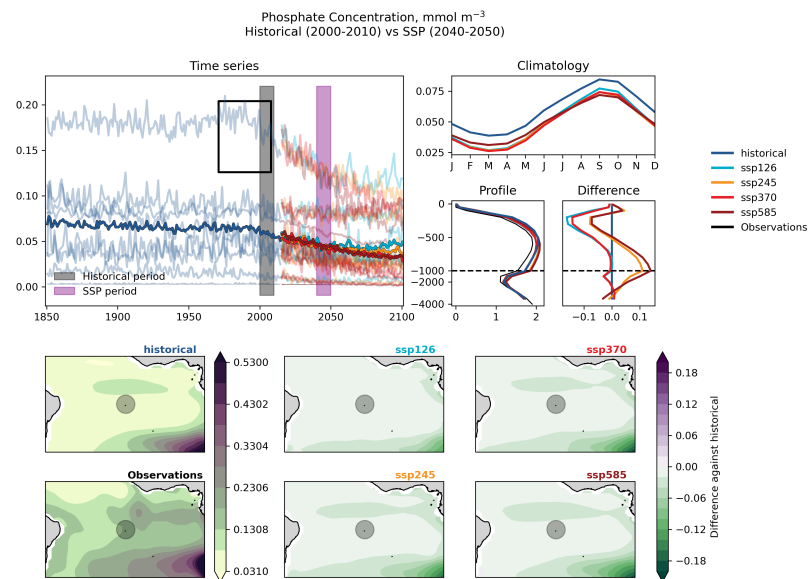 Phosphate Concentration, mmol m⁻³
Historical (2000-2010) vs SSP (2040-2050)
Time series
0.20
0.15
0.10
0.05
0.00
Historical period
SSP period
1850
1900
1950
2000
2050
2100
Climatology
0.075
0.050
0.025
J F M A M J J A S O N D
Profile
0
−500
−1000
−2000
−4000
0 1 2
Difference
−0.1 0.0 0.1
historical
ssp126
ssp245
ssp370
ssp585
Observations
historical
0.5300
0.4302
0.3304
0.2306
0.1308
0.0310
ssp126
ssp370
Observations
ssp245
ssp585
0.18
0.12
0.06
0.00
−0.06
−0.12
−0.18
Difference against historical